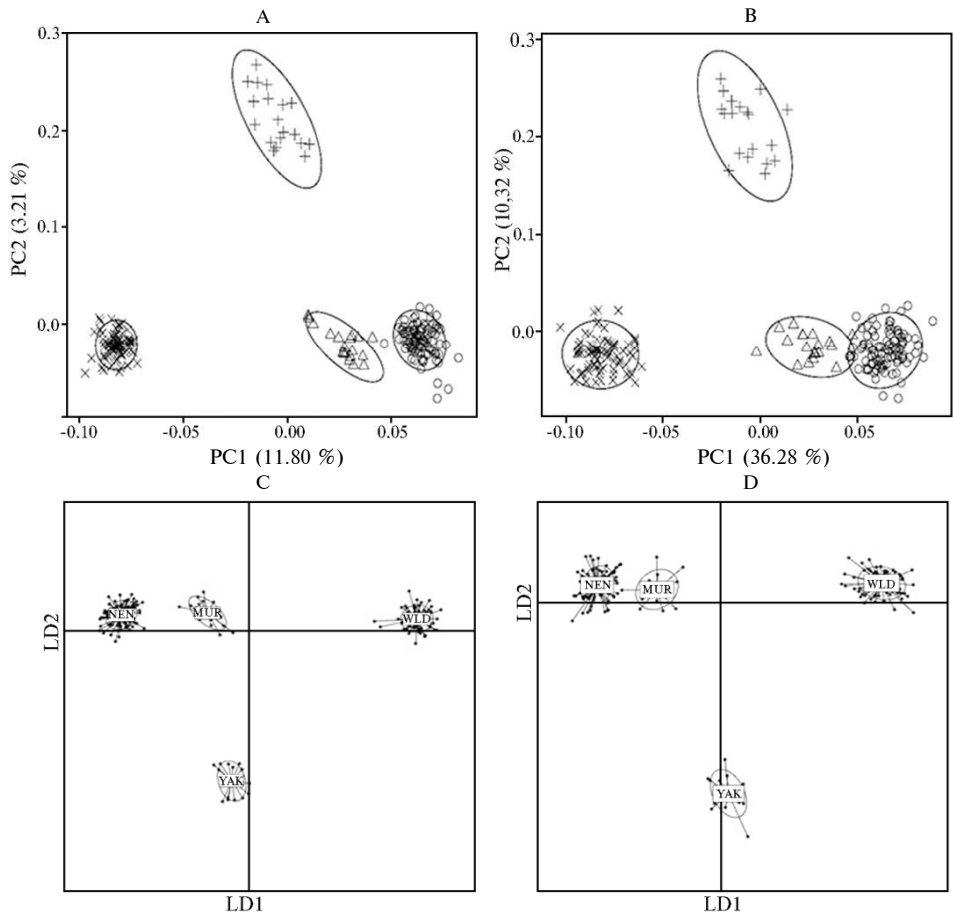 A
B
0.3
0.2
0.1
0.0
PC2 (3.21 %)
-0.10
-0.05
0.00
0.05
PC1 (11.80 %)
0.3
0.2
0.1
0.0
PC2 (10,32 %)
-0.10
-0.05
0.00
0.05
PC1 (36.28 %)
C
D
NEN
MUR
WLD
YAK
LD2
LD1
NEN
MUR
WLD
YAK
LD2
LD1